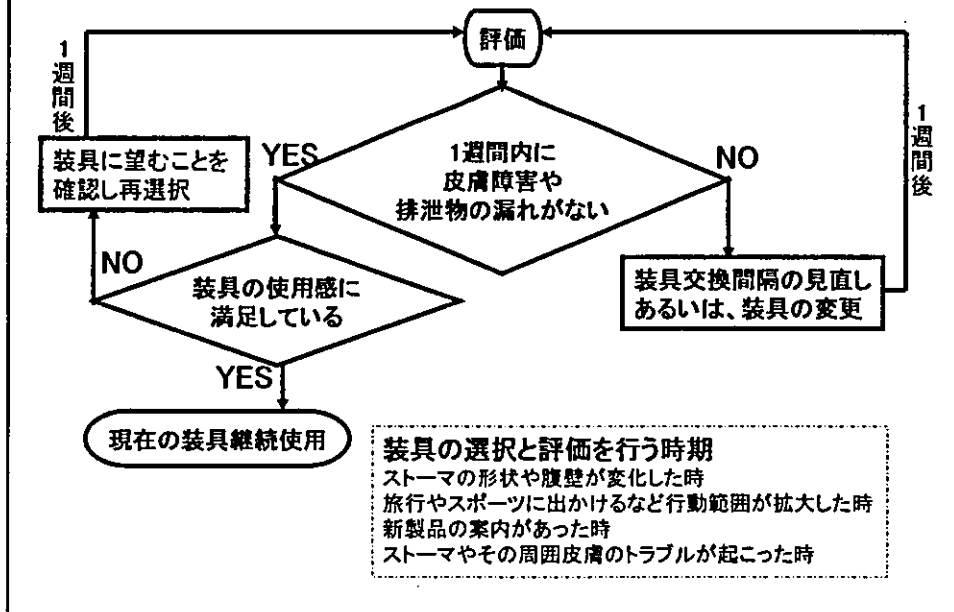 評価
1週間後
1週間後
装具に望むことを
確認し再選択
YES
1週間内に
皮膚障害や
排泄物の漏れがない
NO
NO
装具の使用感に
満足している
装具交換間隔の見直し
あるいは、装具の変更
YES
現在の装具継続使用
装具の選択と評価を行う時期
ストーマの形状や腹壁が変化した時
旅行やスポーツに出かけるなど行動範囲が拡大した時
新製品の案内があった時
ストーマやその周囲皮膚のトラブルが起こった時